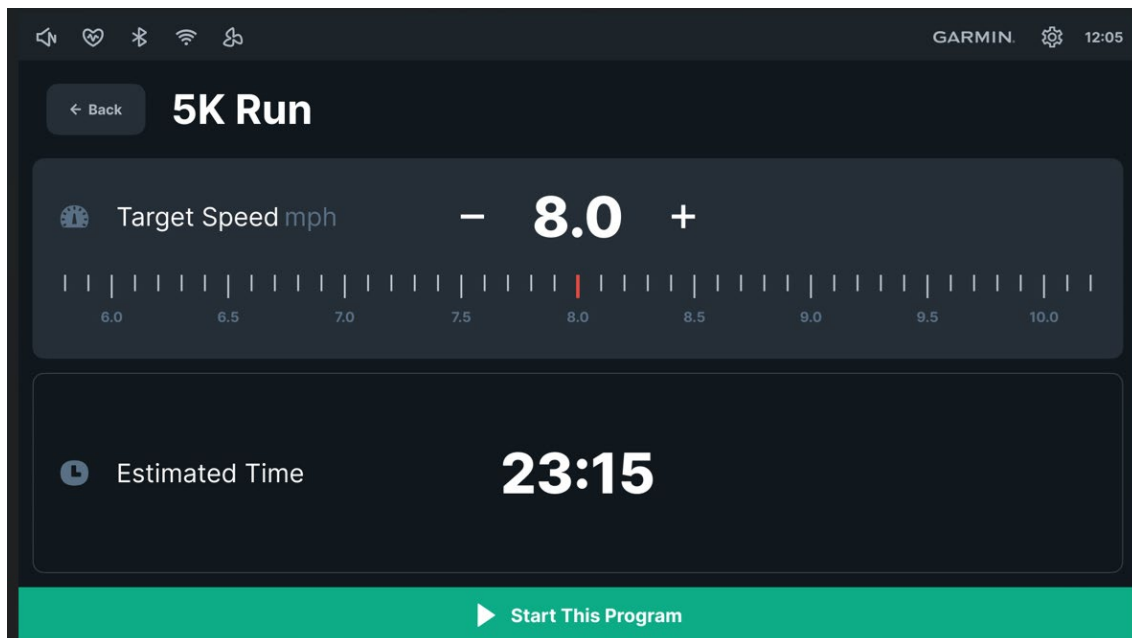 GARMIN. 12:05
← Back 5K Run
Target Speed mph − 8.0 +
6.0 6.5 7.0 7.5 8.0 8.5 9.0 9.5 10.0
Estimated Time 23:15
Start This Program